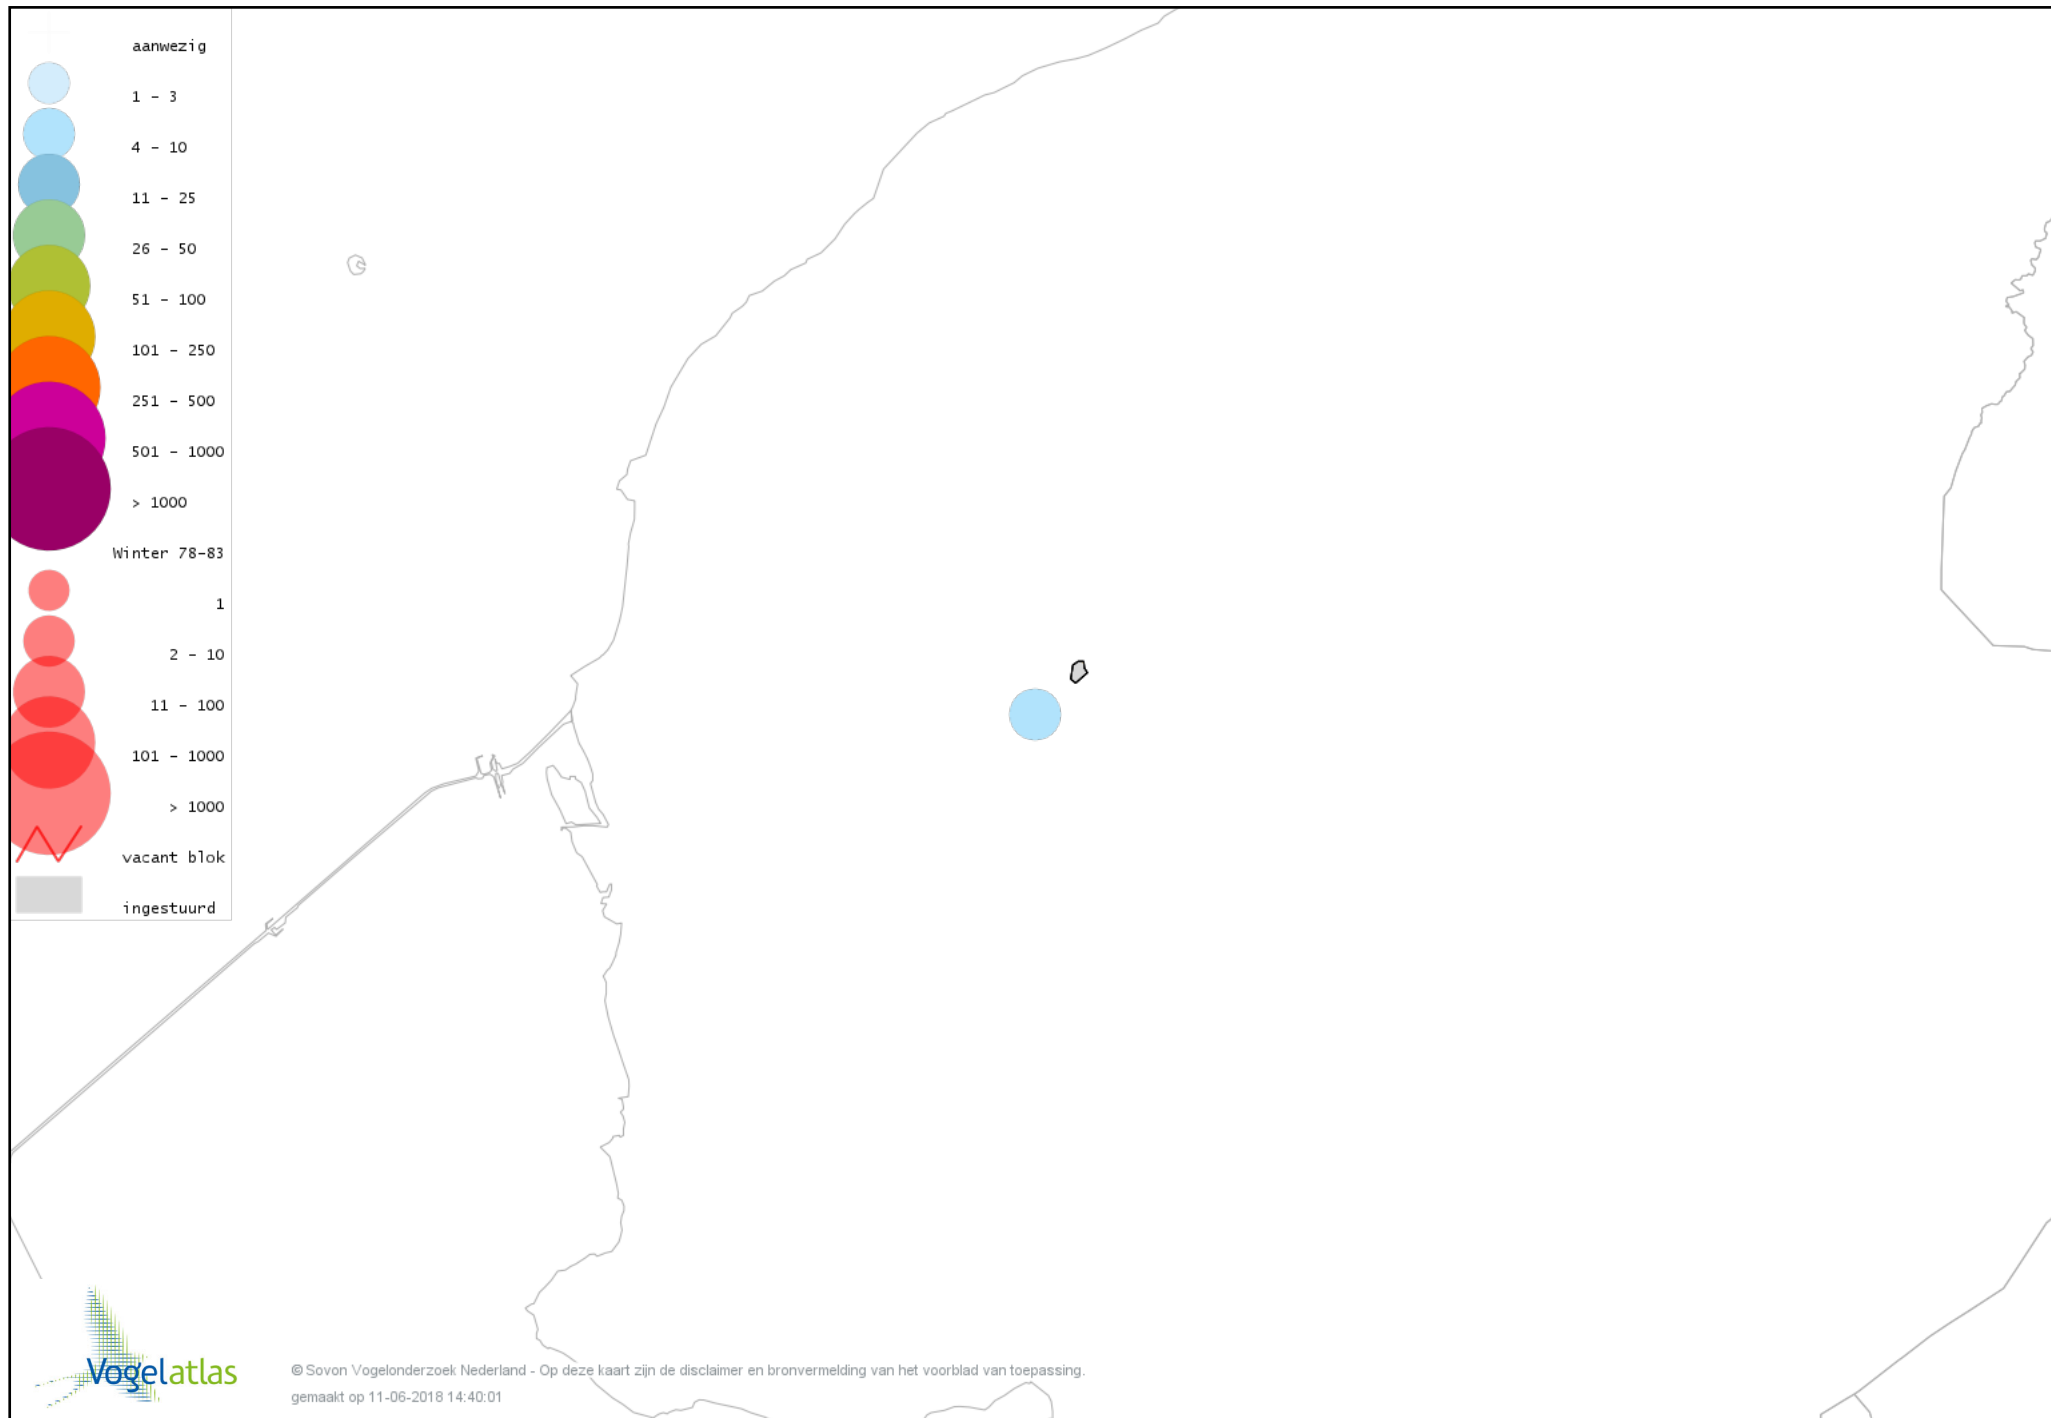 aanwezig
1 - 3
4 - 10
11 - 25
26 - 50
51 - 100
101 - 250
251 - 500
501 - 1000
> 1000
Winter 78-83
1
2 - 10
11 - 100
101 - 1000
> 1000
vacant blok
ingestuurd
Vogelatlas
© Sovon Vogelonderzoek Nederland - Op deze kaart zijn de disclaimer en bronvermelding van het voorblad van toepassing.
gemaakt op 11-06-2018 14:40:01